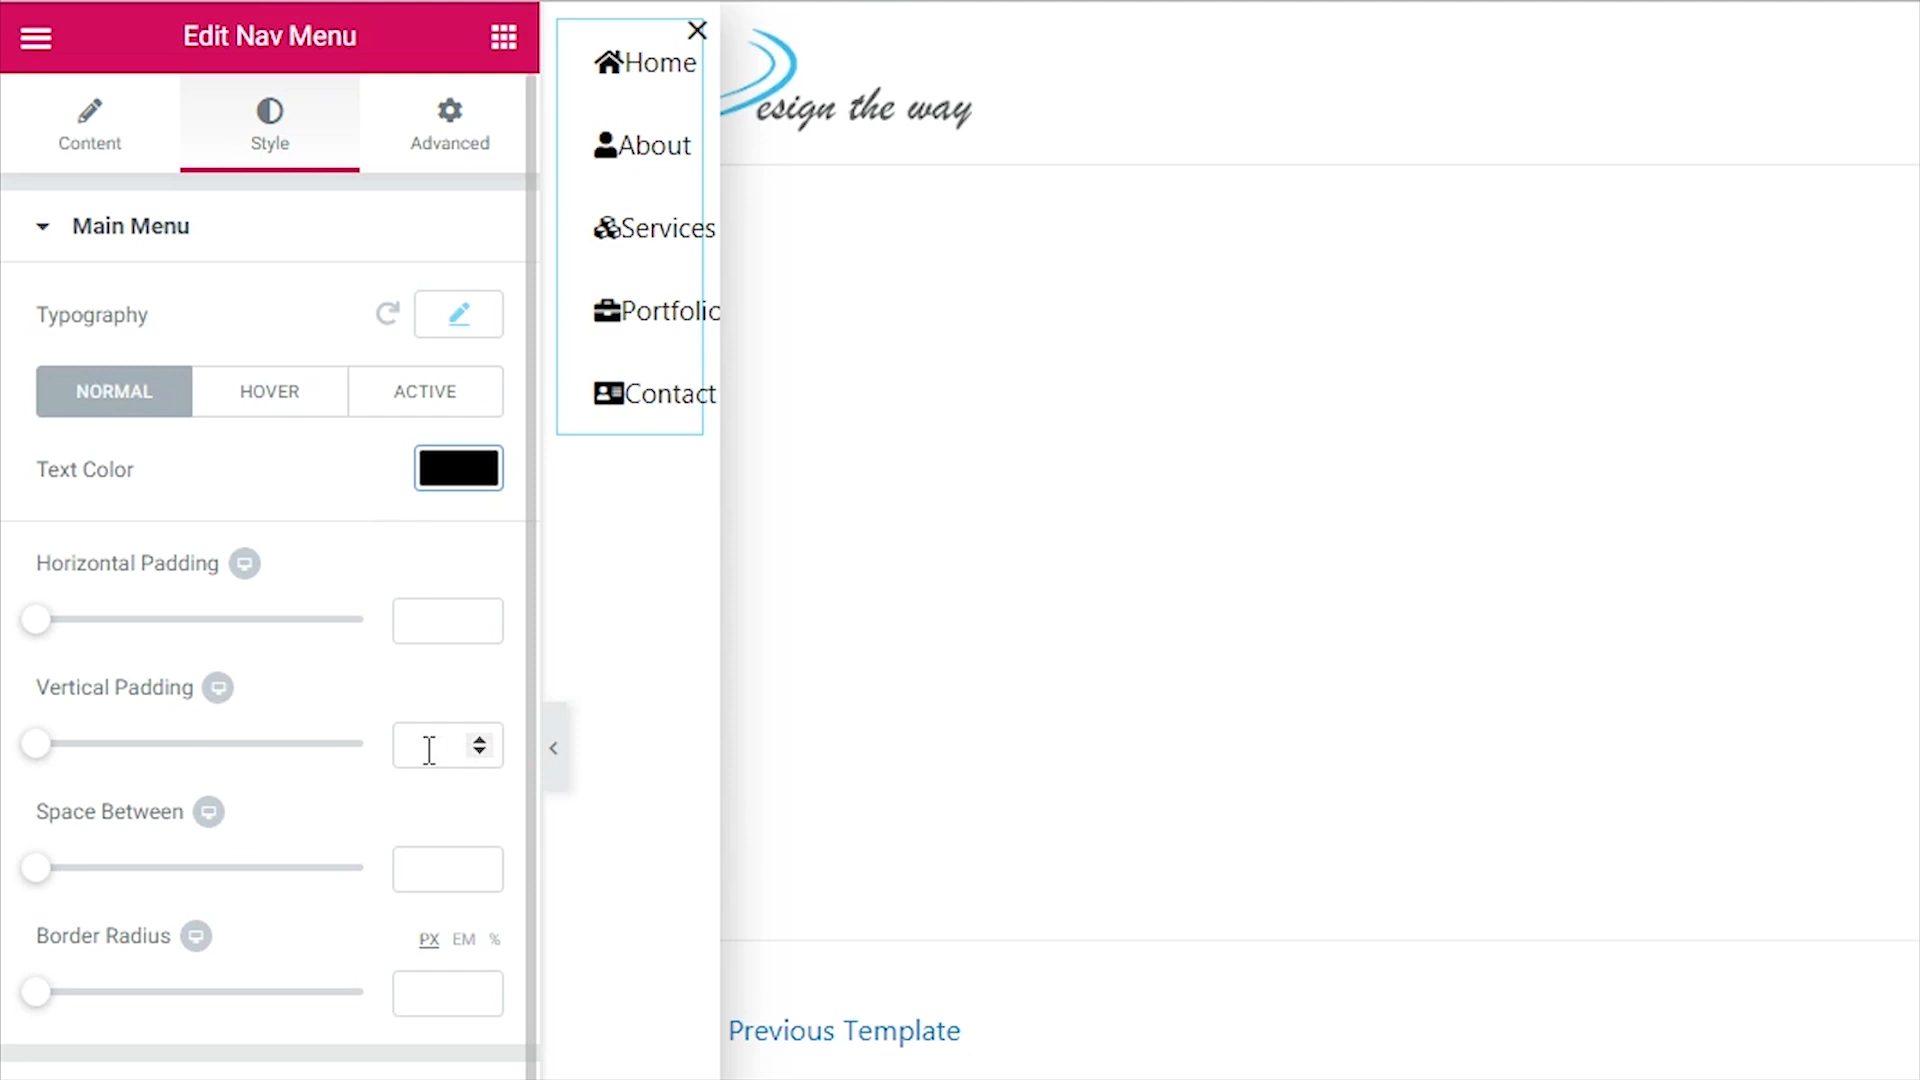 Edit Nav Menu
Content
Style
Advanced
Main Menu
Typography
NORMAL
HOVER
ACTIVE
Text Color
Horizontal Padding
Vertical Padding
Space Between
Border Radius
PX EM %
Home
About
Services
Portfolio
Contact
esign the way
Previous Template